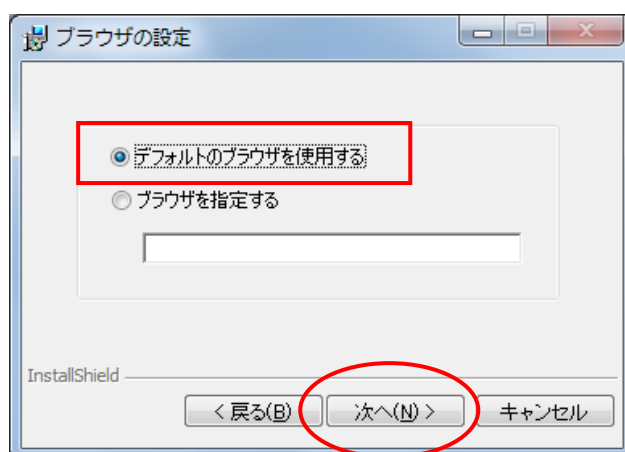 ブラウザの設定
デフォルトのブラウザを使用する
ブラウザを指定する
InstallShield
< 戻る(B)
次へ(N) >
キャンセル